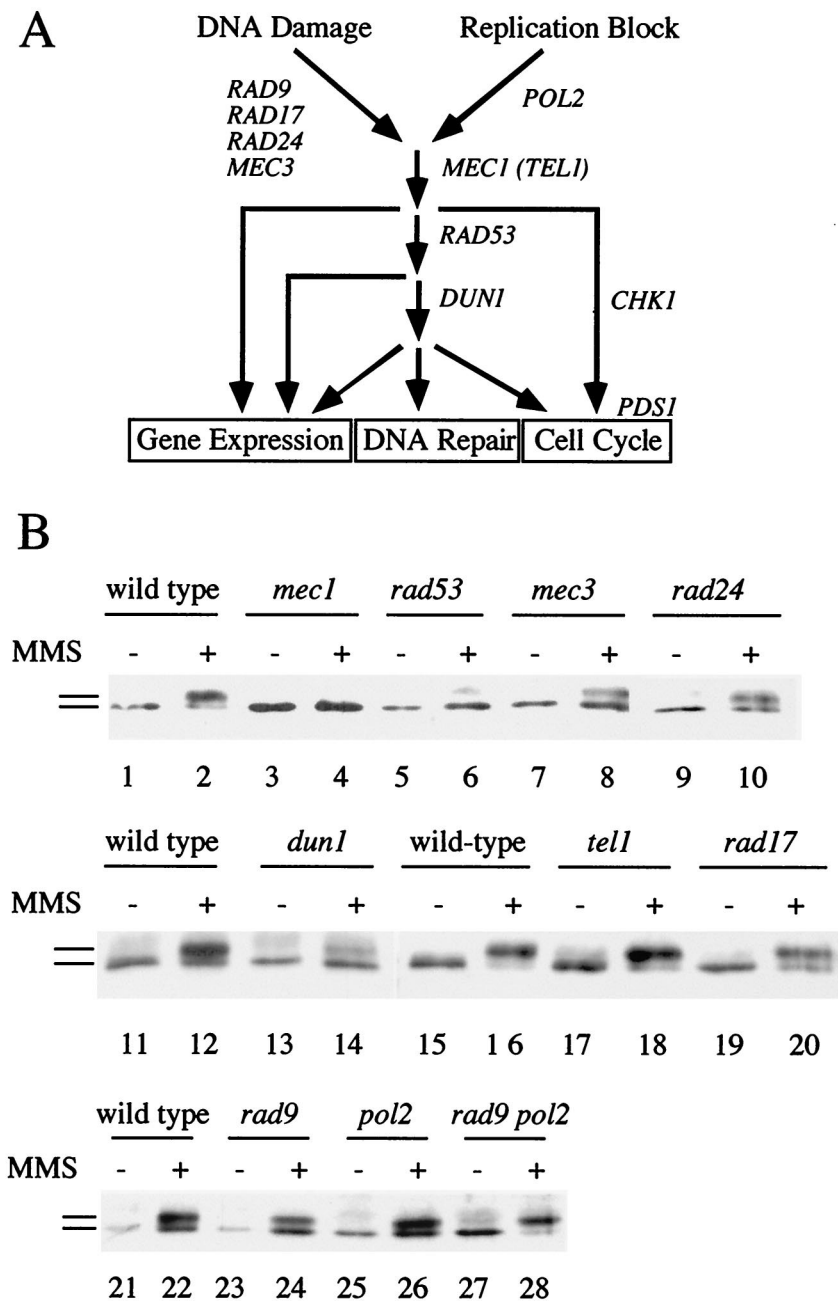 A
DNA Damage Replication Block
RAD9
RAD17
RAD24
MEC3
POL2
MEC1 (TEL1)
RAD53
DUN1
CHK1
PDS1
Gene Expression DNA Repair Cell Cycle
B
wild type mec1 rad53 mec3 rad24
MMS - + - + - + - + - +
1 2 3 4 5 6 7 8 9 10
wild type dun1 wild-type tel1 rad17
MMS - + - + - + - + - +
11 12 13 14 15 1 6 17 18 19 20
wild type rad9 pol2 rad9 pol2
MMS - + - + - + - +
21 22 23 24 25 26 27 28